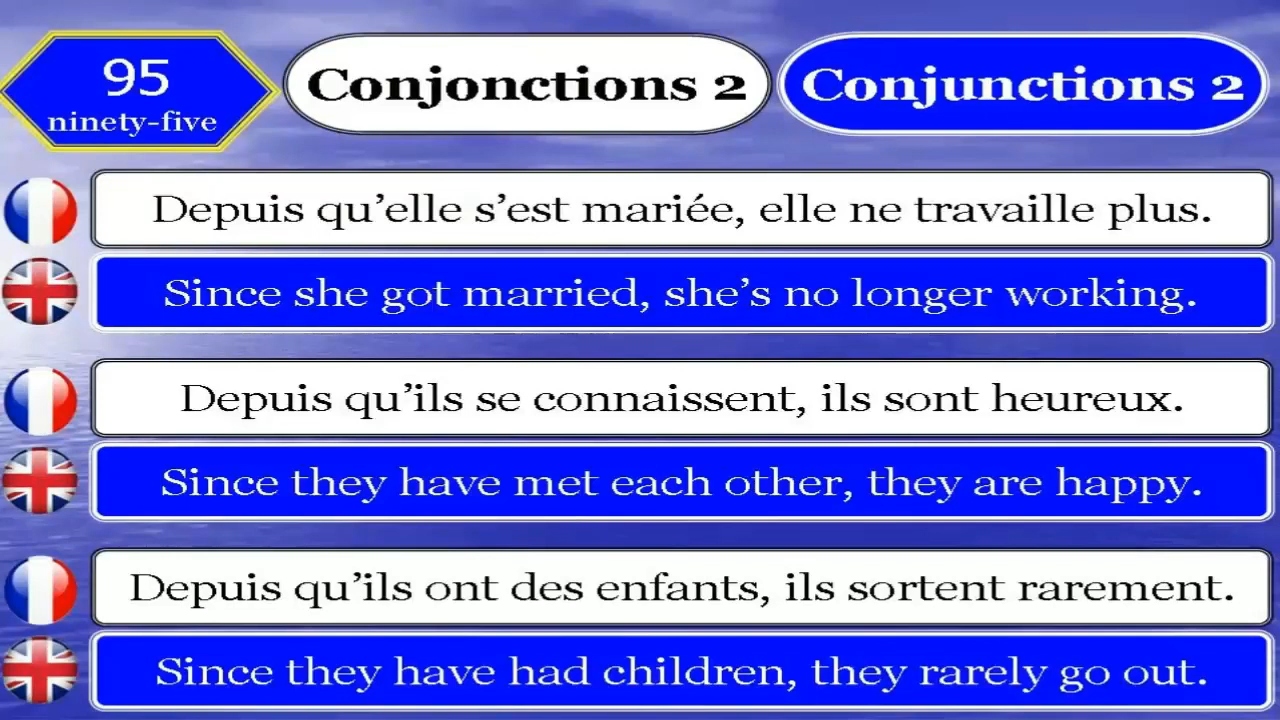 95
ninety-five
Conjonctions 2
Conjunctions 2
Depuis qu’elle s’est mariée, elle ne travaille plus.
Since she got married, she’s no longer working.
Depuis qu’ils se connaissent, ils sont heureux.
Since they have met each other, they are happy.
Depuis qu’ils ont des enfants, ils sortent rarement.
Since they have had children, they rarely go out.